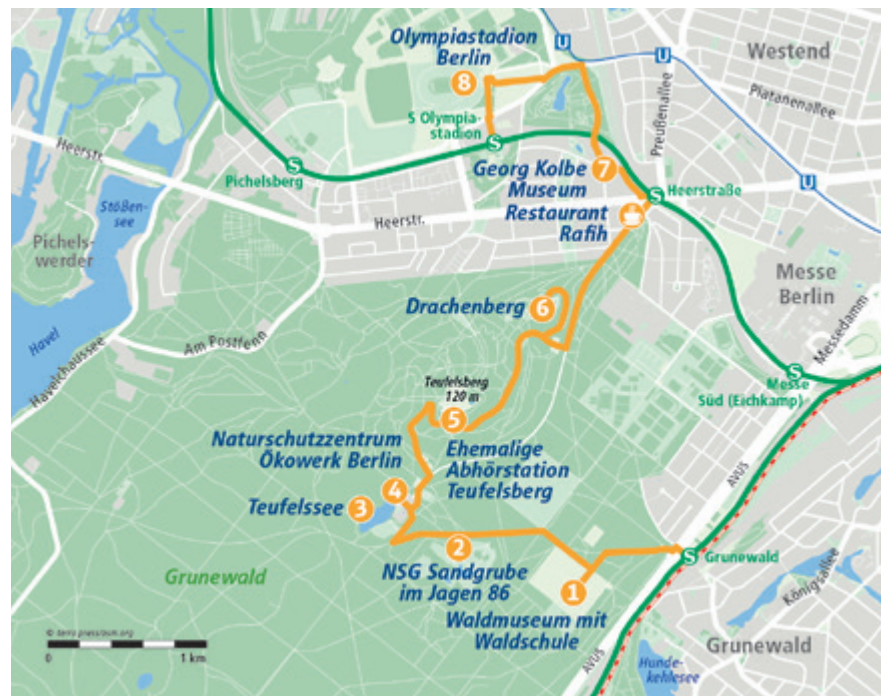 Olympiastadion
Berlin
8
U
Westend
Platanenallee
Preußenallee
S Olympia-
stadion
S
Heerstr.
S
Pichelsberg
Georg Kolbe
Museum
7
S
Heerstraße
U
Stößen-
see
Heerstr.
Restaurant
Rafih
Pichels-
werder
Messe
Berlin
Drachenberg
6
Havel
Am Postfenn
Messedamm
Havelchaussee
Teufelsberg
120 m
S
Messe
Süd (Eichkamp)
5
Naturschutzzentrum
Ökowerk Berlin
Ehemalige
Abhörstation
Teufelsberg
AVUS
4
Teufelssee
3
2
S
Grunewald
NSG Sandgrube
im Jagen 86
Grunewald
1
Königsallee
Waldmuseum mit
Waldschule
Grunewald
0
1 km
AVUS
Hunde-
kehlesee